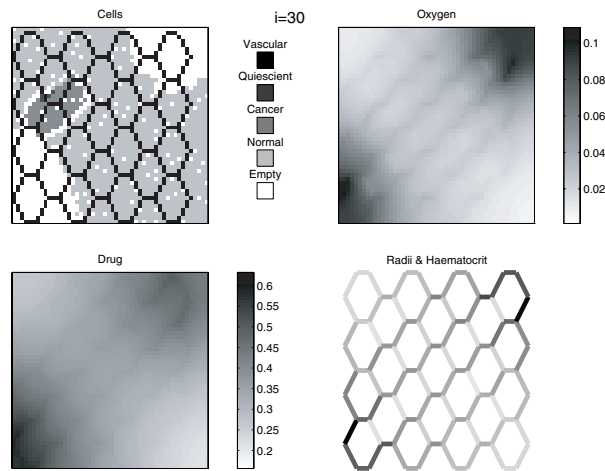 Cells
i=30
Oxygen
Vascular
Quiescient
Cancer
Normal
Empty
0.1
0.08
0.06
0.04
0.02
Drug
Radii & Haematocrit
0.6
0.55
0.5
0.45
0.4
0.35
0.3
0.25
0.2